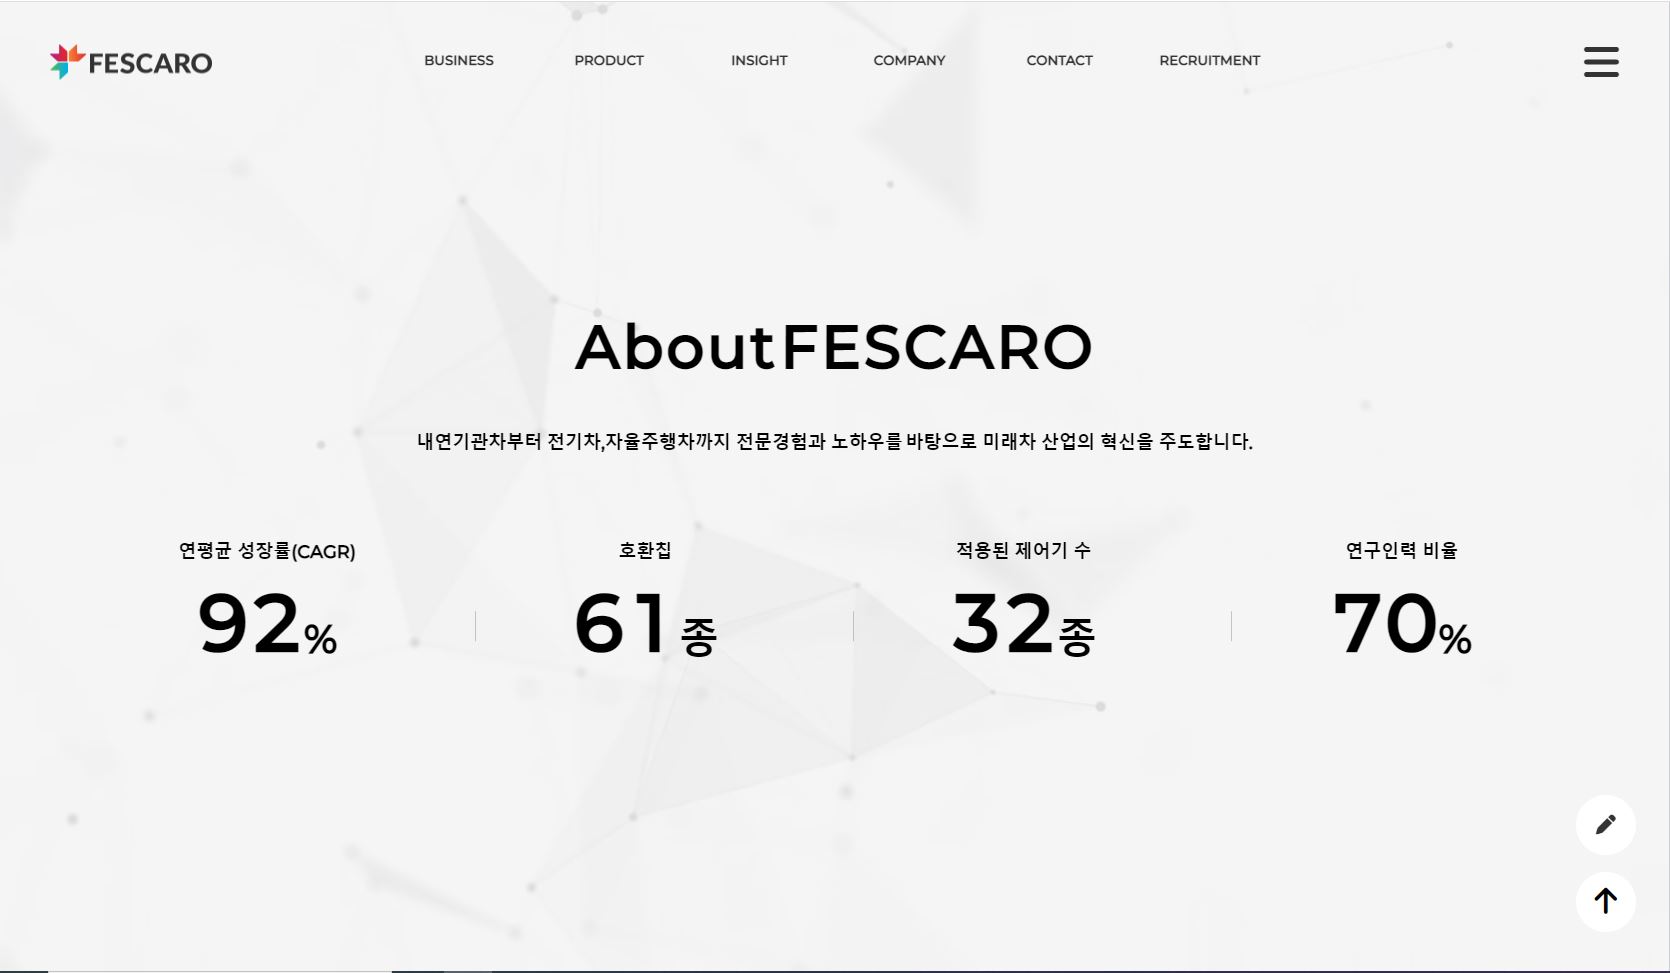 FESCARO
BUSINESS PRODUCT INSIGHT COMPANY CONTACT RECRUITMENT
About FESCARO
내연기관차부터 전기차,자율주행차까지 전문경험과 노하우를 바탕으로 미래차 산업의 혁신을 주도합니다.
연평균 성장률(CAGR)
92%
호환칩
61종
적용된 제어기 수
32종
연구인력 비율
70%